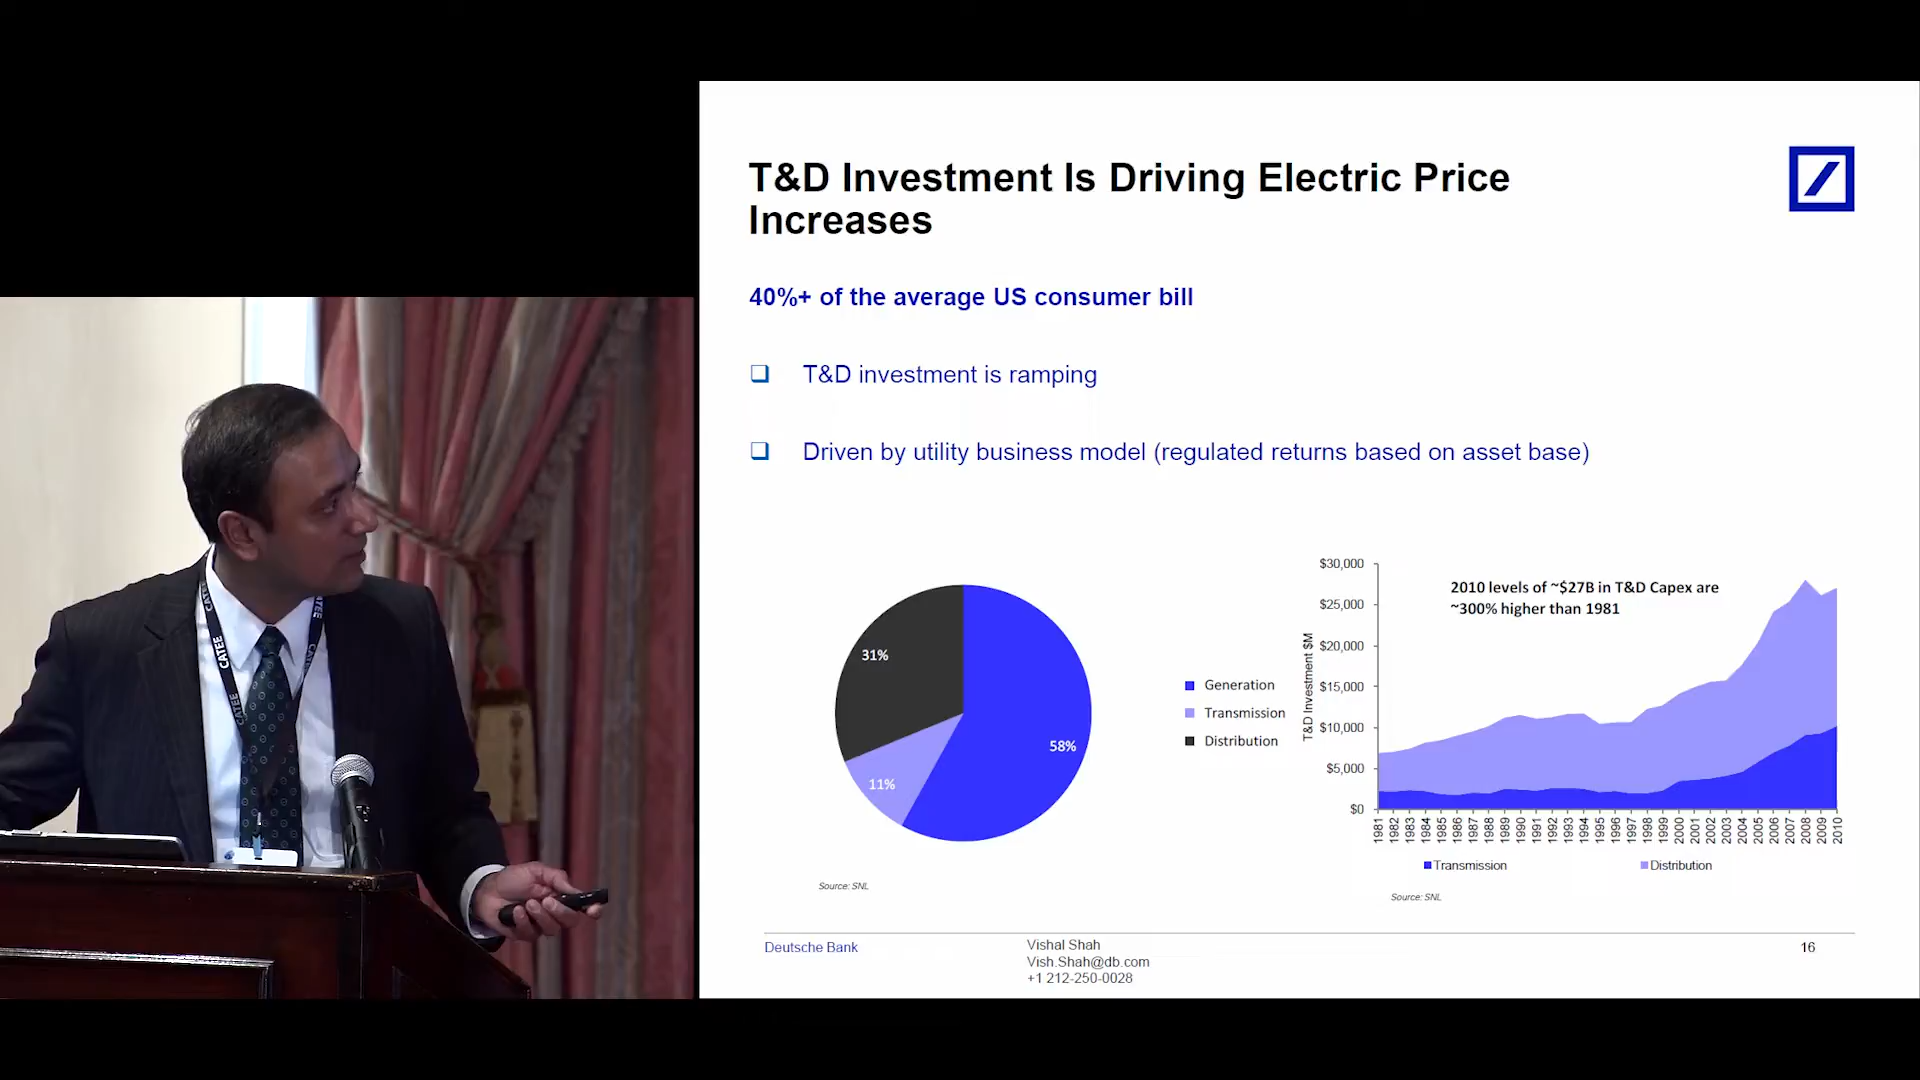 T&D Investment Is Driving Electric Price
Increases
40%+ of the average US consumer bill
T&D investment is ramping
Driven by utility business model (regulated returns based on asset base)
31%
58%
11%
Generation
Transmission
Distribution
Source: SNL
T&D Investment $M
$30,000
$25,000
$20,000
$15,000
$10,000
$5,000
$0
2010 levels of ~$27B in T&D Capex are
~300% higher than 1981
1981 1982 1983 1984 1985 1986 1987 1988 1989 1990 1991 1992 1993 1994 1995 1996 1997 1998 1999 2000 2001 2002 2003 2004 2005 2006 2007 2008 2009 2010
Transmission Distribution
Source: SNL
Deutsche Bank
Vishal Shah
Vish.Shah@db.com
+1 212-250-0028
16
CATEE
CATEE
CATEE
CATEE